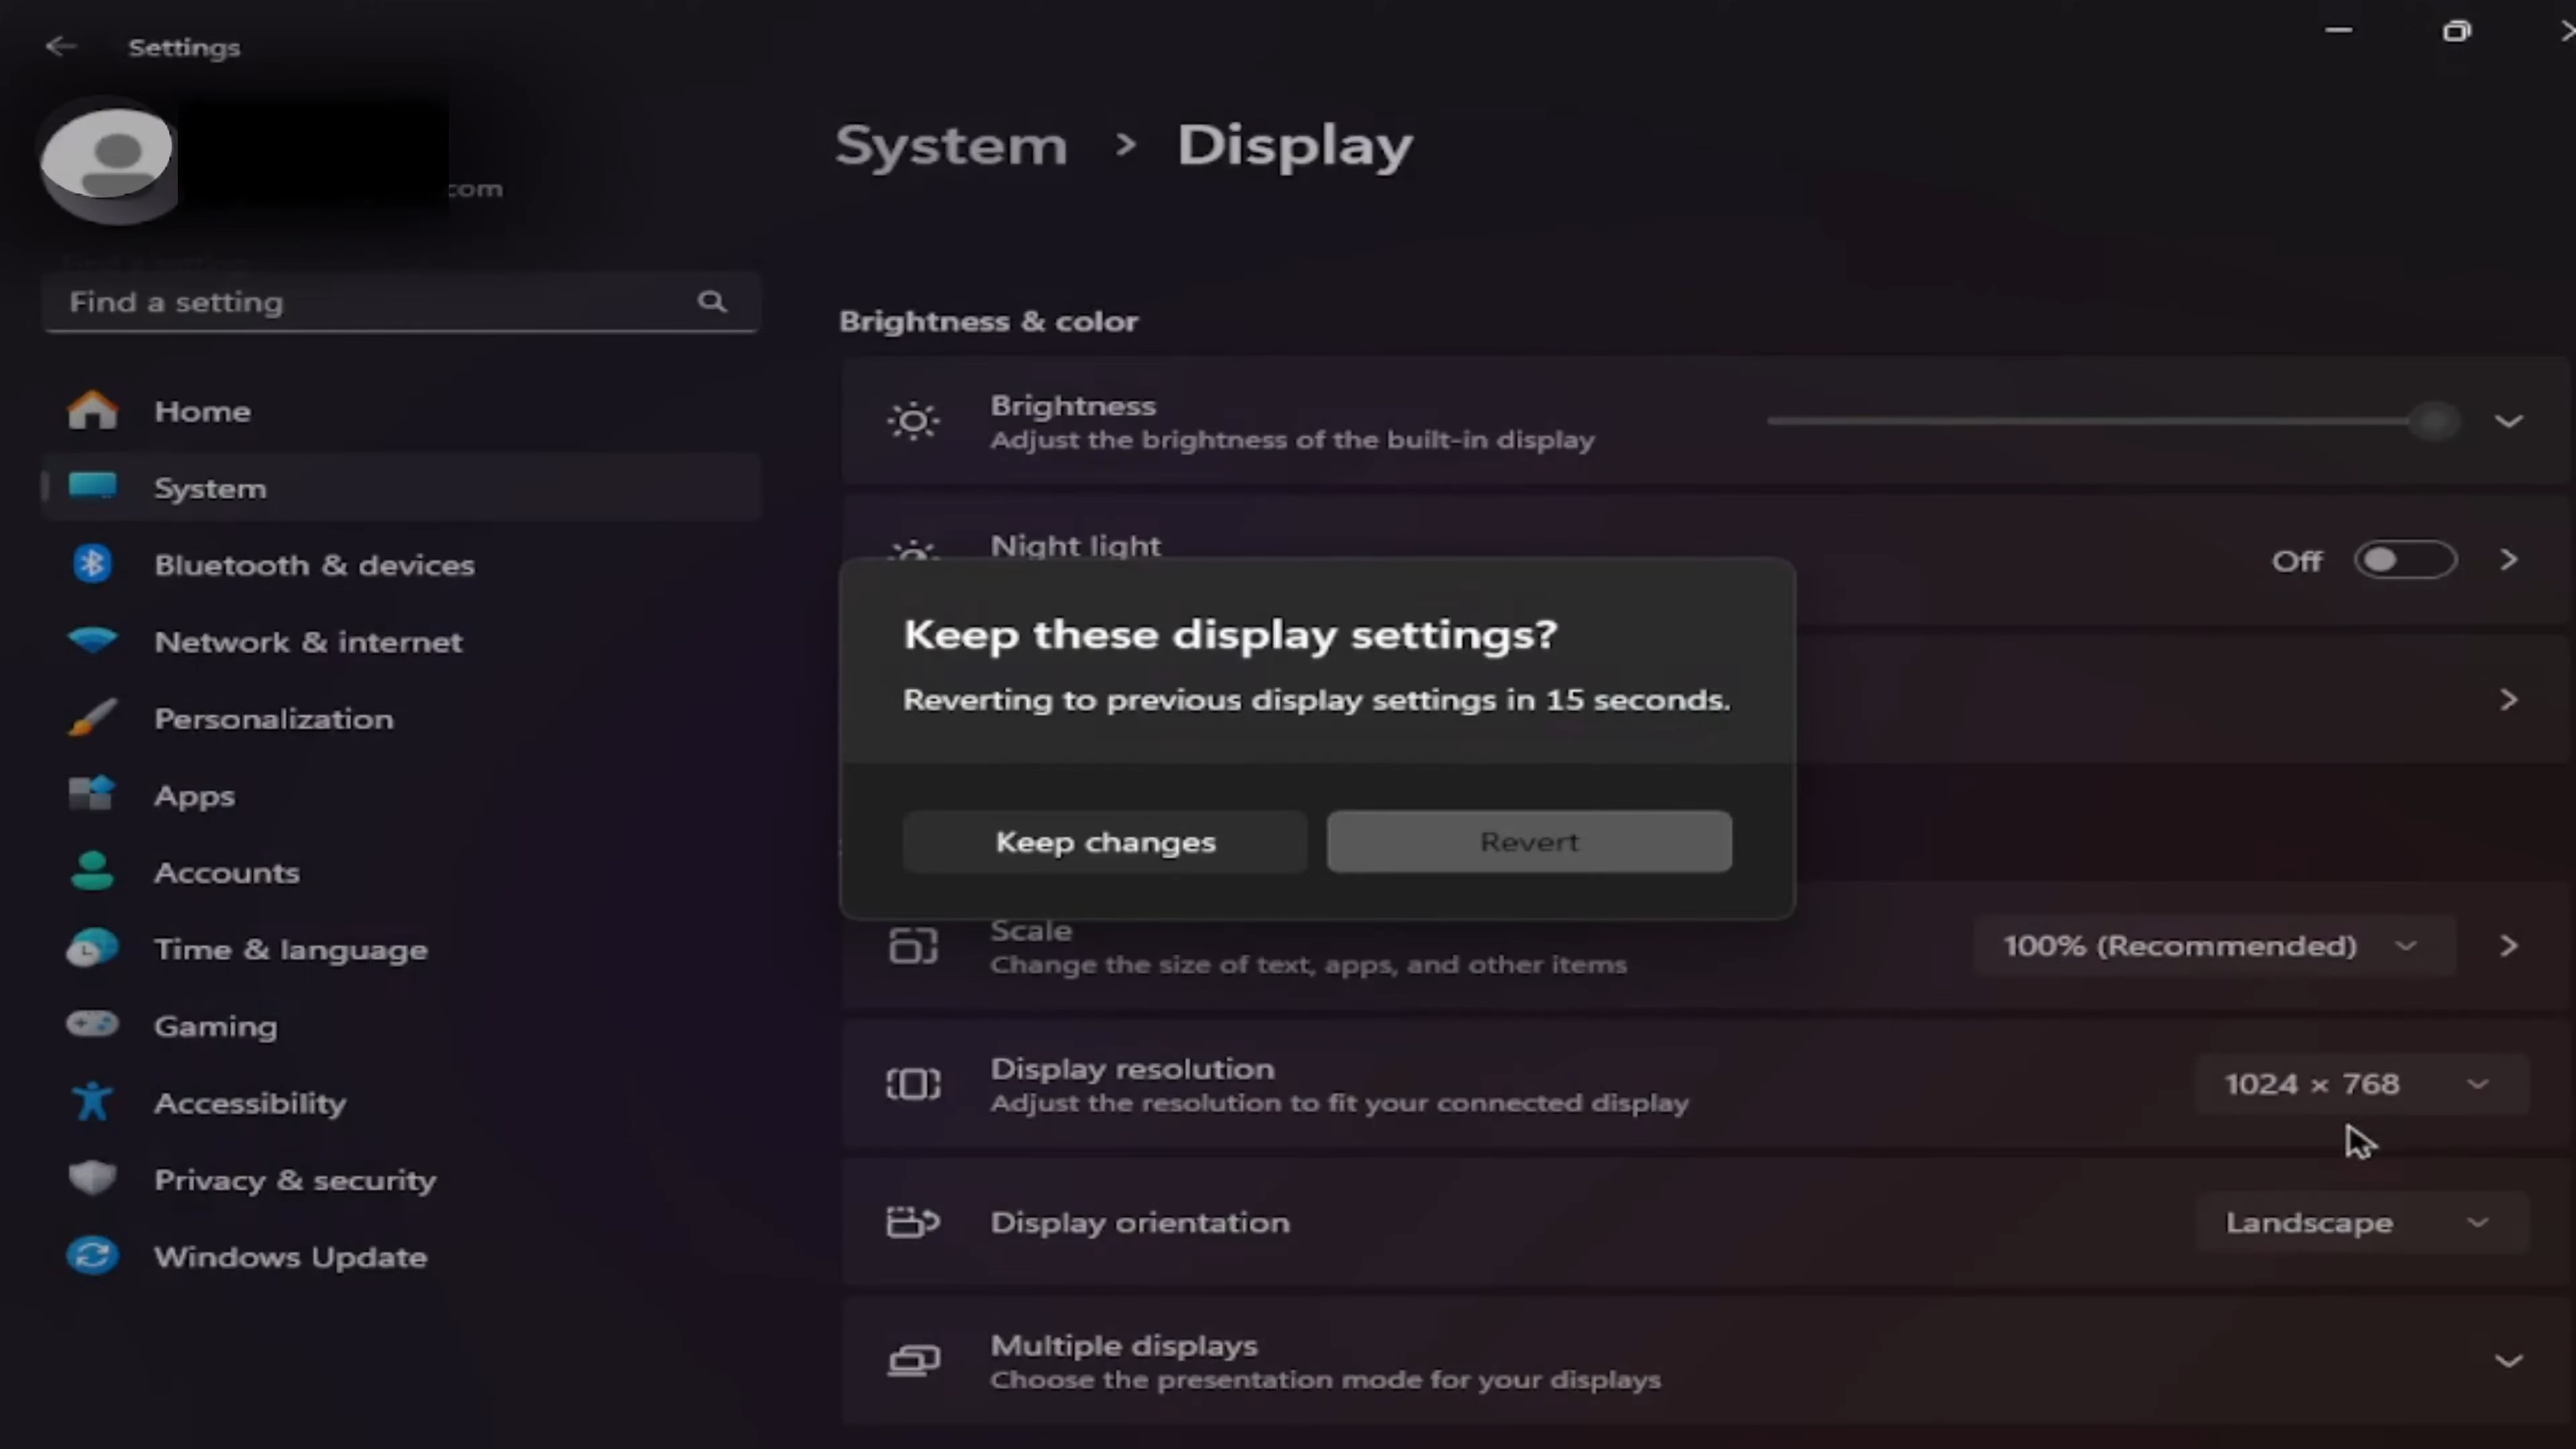 Settings
com
Find a setting
Home
System
Bluetooth & devices
Network & internet
Personalization
Apps
Accounts
Time & language
Gaming
Accessibility
Privacy & security
Windows Update
System > Display
Brightness & color
Brightness
Adjust the brightness of the built-in display
Night light
Off
Keep these display settings?
Reverting to previous display settings in 15 seconds.
Keep changes
Revert
Scale
Change the size of text, apps, and other items
100% (Recommended)
Display resolution
Adjust the resolution to fit your connected display
1024 × 768
Display orientation
Landscape
Multiple displays
Choose the presentation mode for your displays